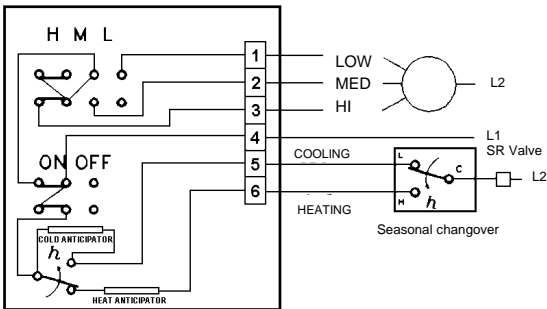 H M L
1 LOW
2 MED L2
3 HI
4 L1
SR Valve
ON OFF
5 COOLING L C
6 HEATING H h L2
Seasonal changover
COLD ANTICIPATOR
h
HEAT ANTICIPATOR